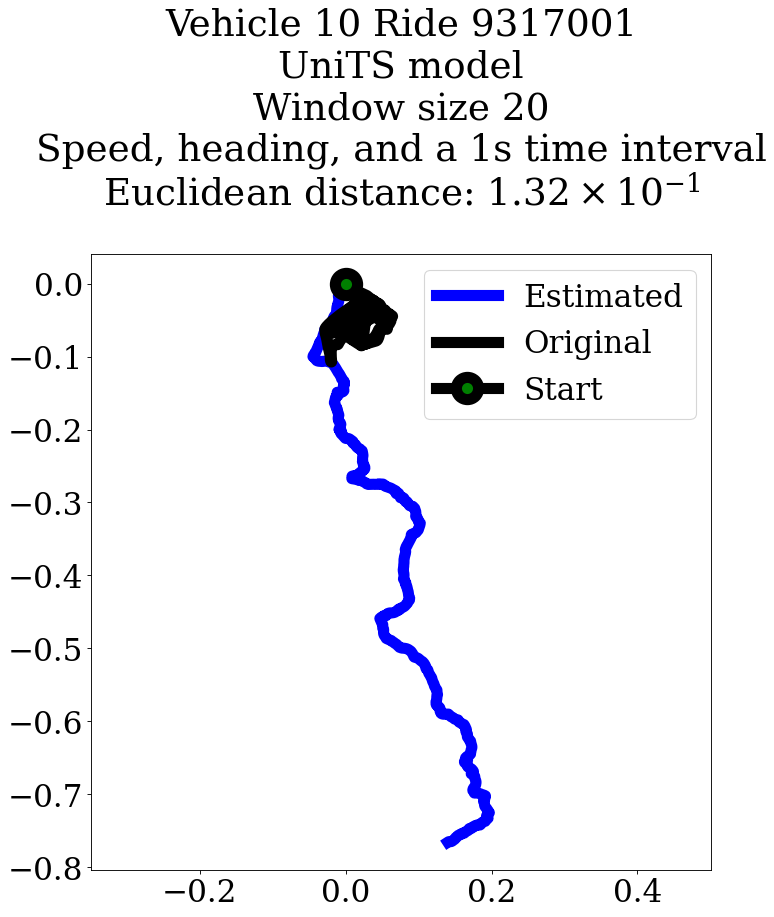 Vehicle 10 Ride 9317001
UniTS model
Window size 20
Speed, heading, and a 1s time interval
Euclidean distance: 1.32 × 10⁻¹
Estimated
Original
Start
0.0
−0.1
−0.2
−0.3
−0.4
−0.5
−0.6
−0.7
−0.8
−0.2 0.0 0.2 0.4